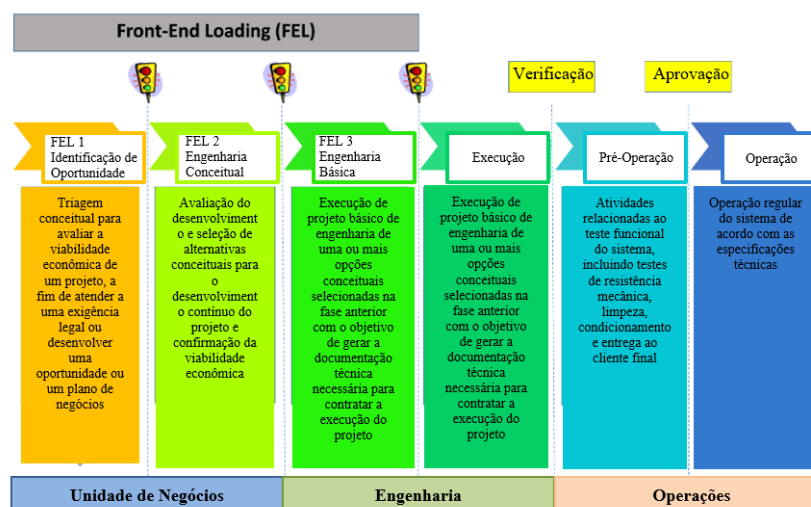 Front-End Loading (FEL)
Verificação
Aprovação
FEL 1
Identificação de
Oportunidade
FEL 2
Engenharia
Conceitual
FEL 3
Engenharia
Básica
Execução
Pré-Operação
Operação
Triagem
conceitual para
avaliar a
viabilidade
econômica de
um projeto, a
fim de atender a
uma exigência
legal ou
desenvolver
uma
oportunidade ou
um plano de
negócios
Avaliação do
desenvolviment
o e seleção de
alternativas
conceituais para
o
desenvolviment
o contínuo do
projeto e
confirmação da
viabilidade
econômica
Execução de
projeto básico de
engenharia de
uma ou mais
opções
conceituais
selecionadas na
fase anterior
com o objetivo
de gerar a
documentação
técnica
necessária para
contratar a
execução do
projeto
Execução de
projeto básico de
engenharia de
uma ou mais
opções
conceituais
selecionadas na
fase anterior
com o objetivo
de gerar a
documentação
técnica
necessária para
contratar a
execução do
projeto
Atividades
relacionadas ao
teste funcional
do sistema,
incluindo testes
de resistência
mecânica,
limpeza,
condicionamento
e entrega ao
cliente final
Operação regular
do sistema de
acordo com as
especificações
técnicas
Unidade de Negócios
Engenharia
Operações